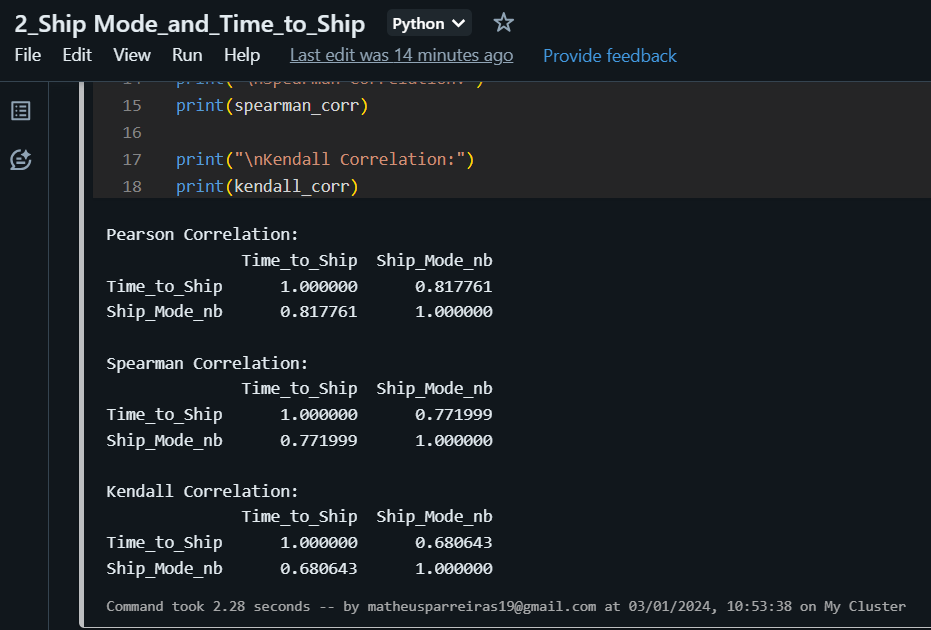 2_Ship Mode_and_Time_to_Ship Python
File Edit View Run Help Last edit was 14 minutes ago Provide feedback
15 print(spearman_corr)
16
17 print("\nKendall Correlation:")
18 print(kendall_corr)
Pearson Correlation:
Time_to_Ship Ship_Mode_nb
Time_to_Ship 1.000000 0.817761
Ship_Mode_nb 0.817761 1.000000
Spearman Correlation:
Time_to_Ship Ship_Mode_nb
Time_to_Ship 1.000000 0.771999
Ship_Mode_nb 0.771999 1.000000
Kendall Correlation:
Time_to_Ship Ship_Mode_nb
Time_to_Ship 1.000000 0.680643
Ship_Mode_nb 0.680643 1.000000
Command took 2.28 seconds -- by matheusparreiras19@gmail.com at 03/01/2024, 10:53:38 on My Cluster